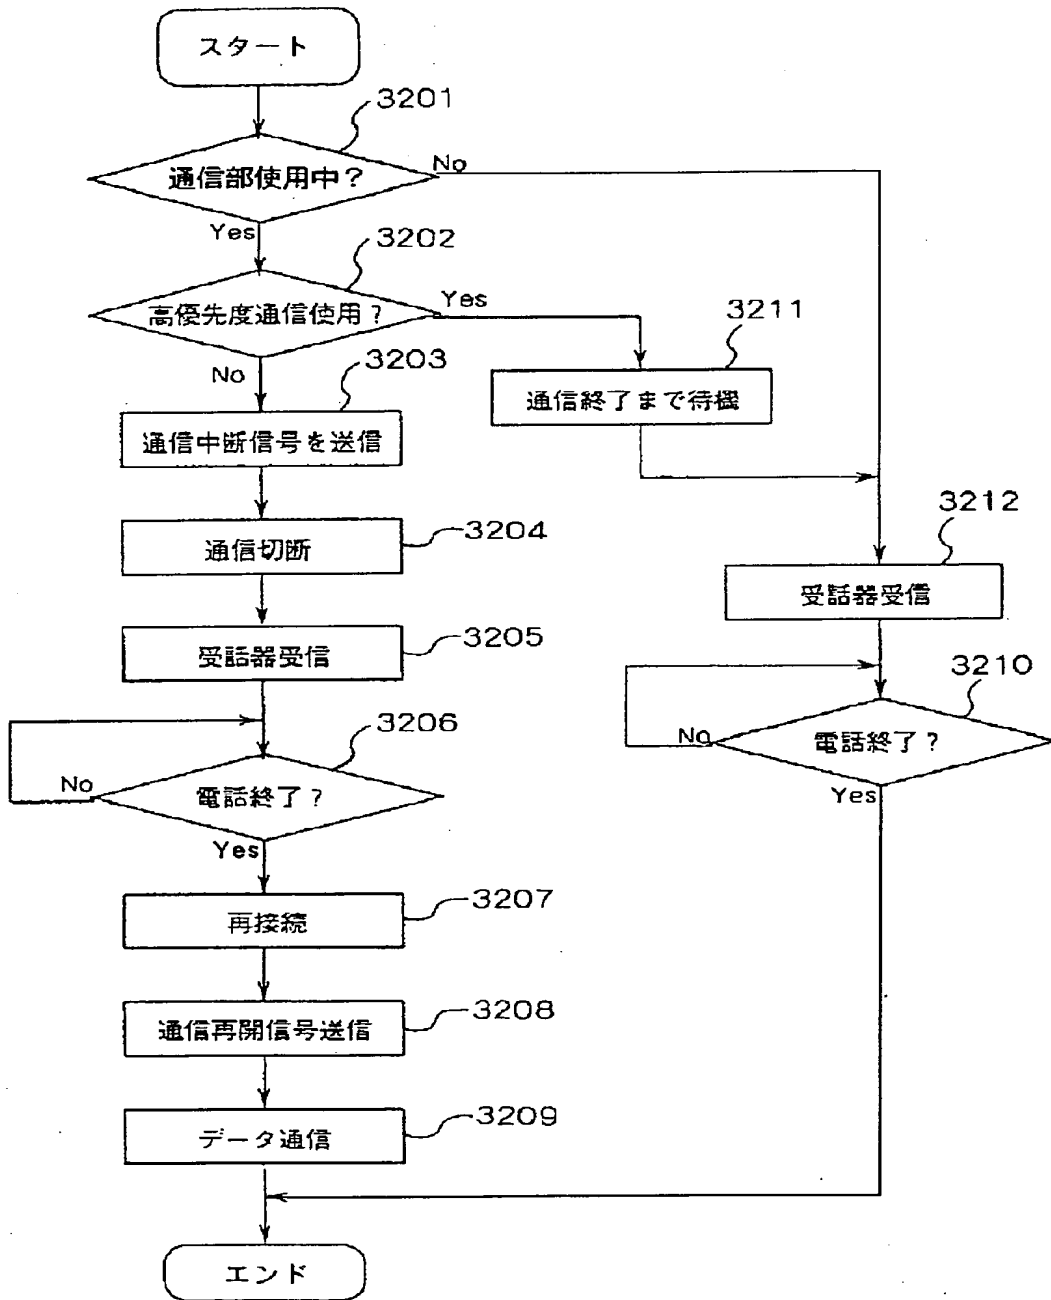 スタート
3201
通信部使用中？
No
Yes
3202
高優先度通信使用？
Yes
No
3203
通信中断信号を送信
3211
通信終了まで待機
3204
通信切断
3212
受話器受信
3205
受話器受信
3210
電話終了？
No
Yes
3206
電話終了？
No
Yes
3207
再接続
3208
通信再開信号送信
3209
データ通信
エンド